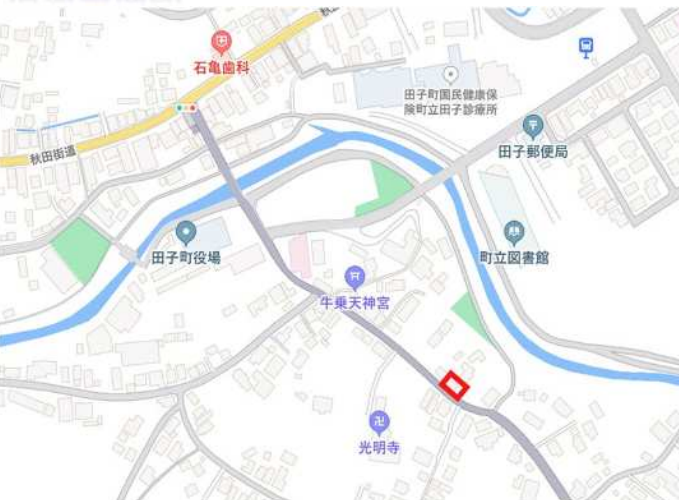 石亀歯科
田子町国民健康保
険町立田子診療所
田子郵便局
秋田街道
田子町役場
町立図書館
牛乗天神宮
光明寺